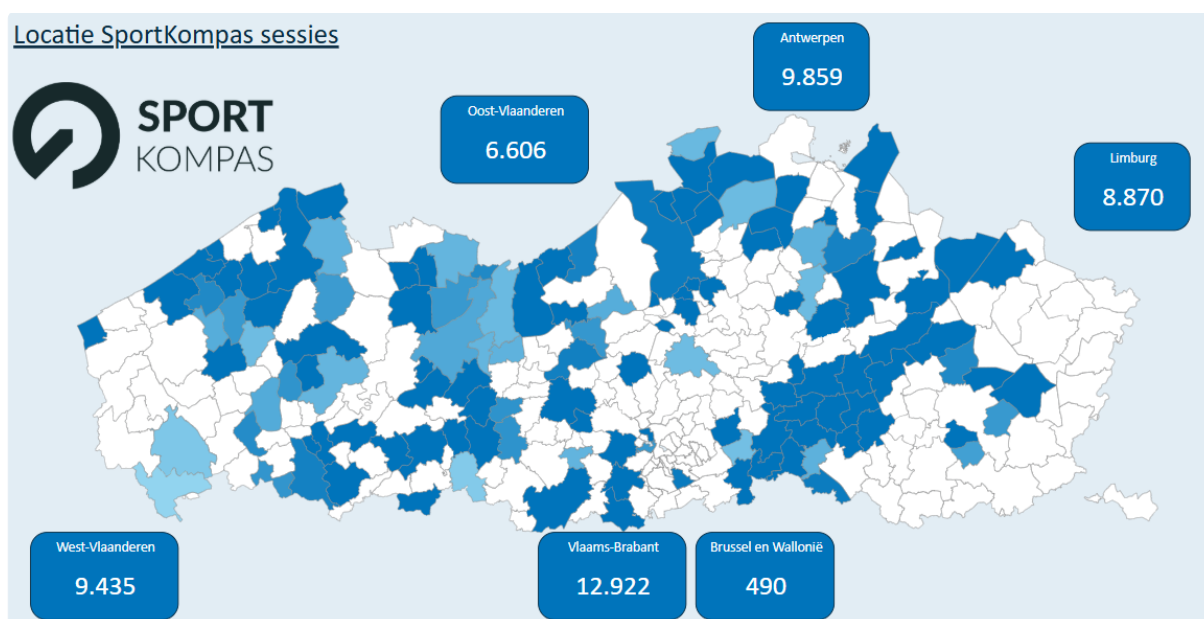 Locatie SportKompas sessies
SPORT
KOMPAS
Antwerpen
9.859
Oost-Vlaanderen
6.606
Limburg
8.870
West-Vlaanderen
9.435
Vlaams-Brabant
12.922
Brussel en Wallonië
490